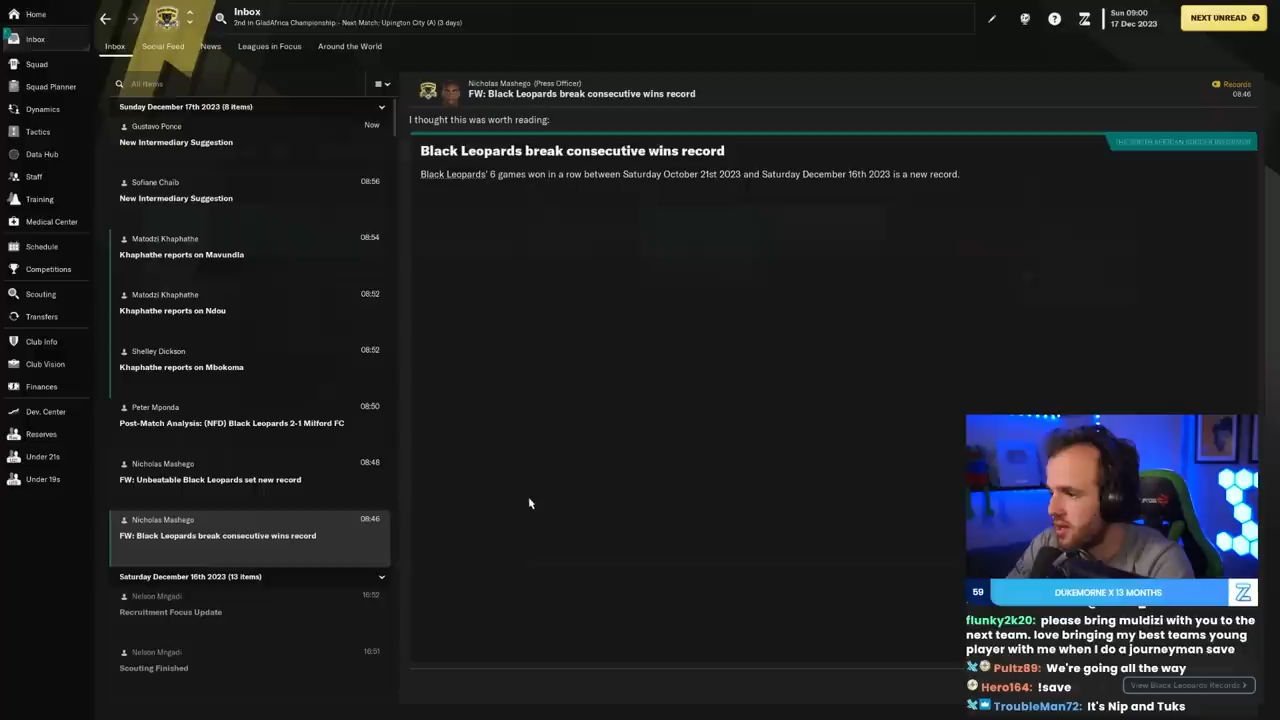 Home
Inbox
Squad
Squad Planner
Dynamics
Tactics
Data Hub
Staff
Training
Medical Center
Schedule
Competitions
Scouting
Transfers
Club Info
Club Vision
Finances
Dev. Center
Reserves
Under 21s
Under 19s
Inbox
2nd in GladAfrica Championship - Next Match: Upington City (A) (3 days)
Sun 09:00
17 Dec 2023
NEXT UNREAD
Inbox Social Feed News Leagues in Focus Around the World
All Items
Sunday December 17th 2023 (8 items)
Gustavo Ponce Now
New Intermediary Suggestion
Sofiane Chaïb 08:56
New Intermediary Suggestion
Matodzi Khaphathe 08:54
Khaphathe reports on Mavundla
Matodzi Khaphathe 08:52
Khaphathe reports on Ndou
Shelley Dickson 08:52
Khaphathe reports on Mbokoma
Peter Mponda 08:50
Post-Match Analysis: (NFD) Black Leopards 2-1 Milford FC
Nicholas Mashego 08:48
FW: Unbeatable Black Leopards set new record
Nicholas Mashego 08:46
FW: Black Leopards break consecutive wins record
Saturday December 16th 2023 (13 items)
Nelson Mngadi 16:52
Recruitment Focus Update
Nelson Mngadi 16:51
Scouting Finished
Nicholas Mashego (Press Officer)
FW: Black Leopards break consecutive wins record
Records
08:46
I thought this was worth reading:
Black Leopards break consecutive wins record
Black Leopards' 6 games won in a row between Saturday October 21st 2023 and Saturday December 16th 2023 is a new record.
59 DUKEMORNE X 13 MONTHS Z
flunky2k20: please bring muldizi with you to the
next team. love bringing my best teams young
player with me when I do a journeyman save
Pultz89: We're going all the way
Hero164: !save
View Black Leopards Records >
TroubleMan72: It's Nip and Tuks